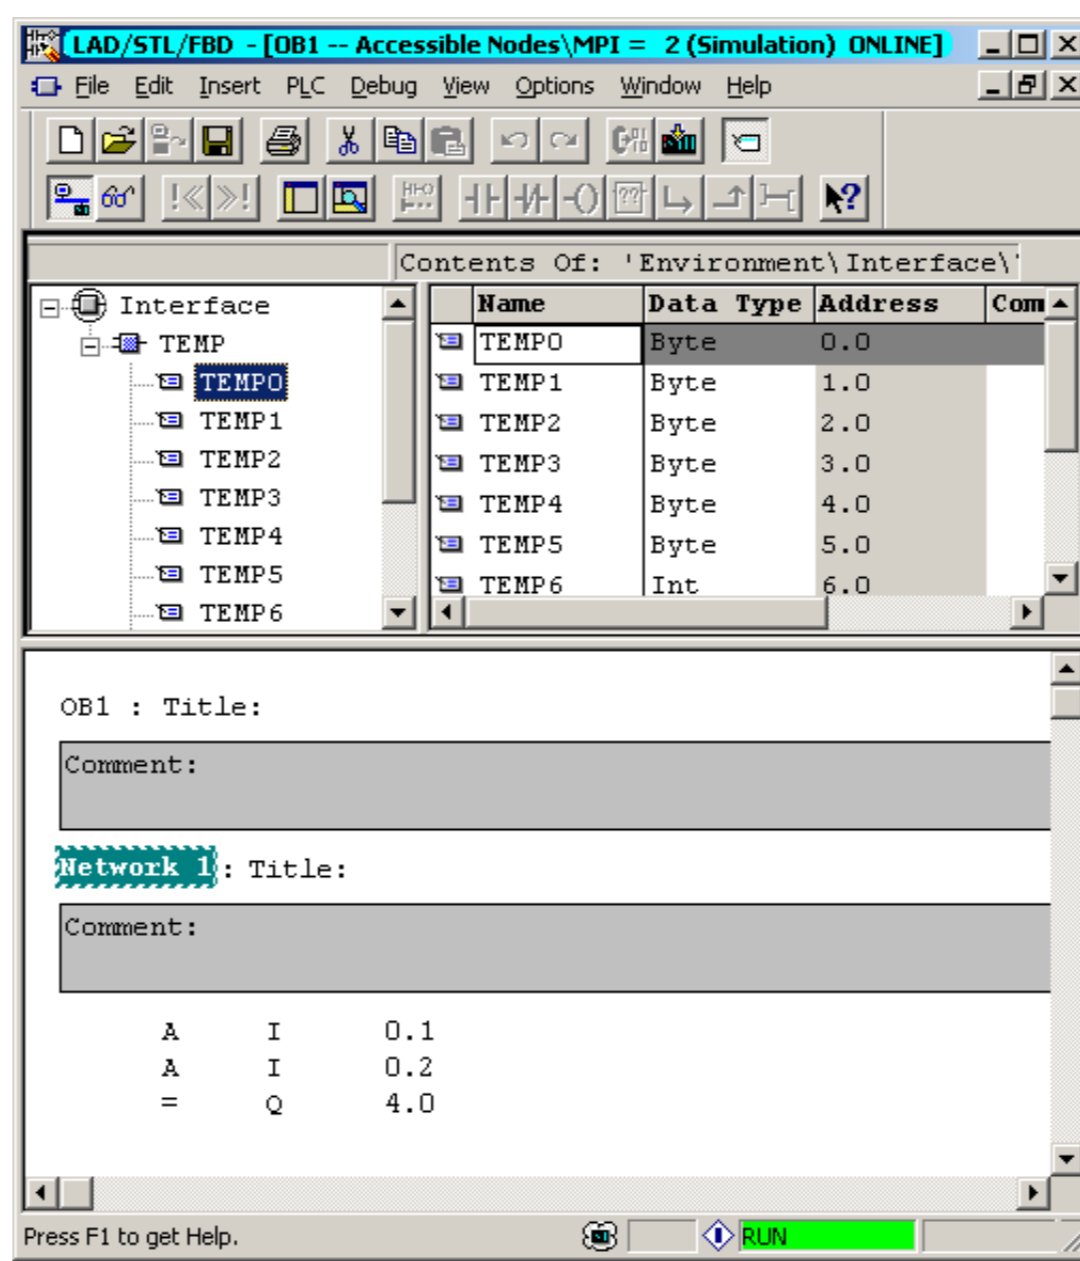 LAD/STL/FBD - [OB1 -- Accessible Nodes\MPI = 2 (Simulation) ONLINE]
File Edit Insert PLC Debug View Options Window Help
Contents Of: 'Environment\Interface\'
Interface
TEMP
TEMP0
TEMP1
TEMP2
TEMP3
TEMP4
TEMP5
TEMP6
Name Data Type Address Com
TEMP0 Byte 0.0
TEMP1 Byte 1.0
TEMP2 Byte 2.0
TEMP3 Byte 3.0
TEMP4 Byte 4.0
TEMP5 Byte 5.0
TEMP6 Int 6.0
OB1 : Title:
Comment:
Network 1: Title:
Comment:
A I 0.1
A I 0.2
= Q 4.0
Press F1 to get Help.
RUN